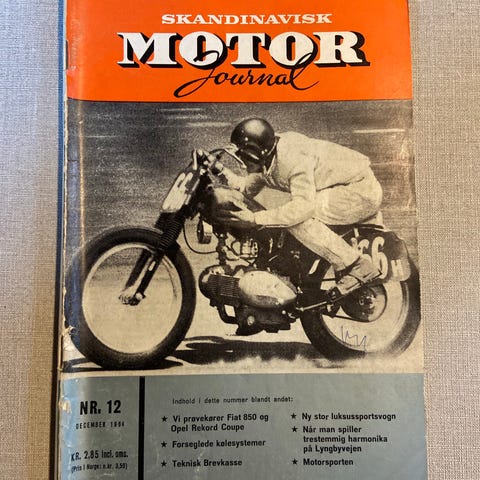 SKANDINAVISK
MOTOR
Journal
66
66 H
NR. 12
DECEMBER 1964
KR. 2,85 incl. oms.
(Pris i Norge: n.kr. 3,50)
Indhold i dette nummer blandt andet:
★ Vi prøvekører Fiat 850 og
Opel Rekord Coupe
★ Forseglede kølesystemer
★ Teknisk Brevkasse
★ Ny stor luksussportsvogn
★ Når man spiller
trestemmig harmonika
på Lyngbyvejen
★ Motorsporten